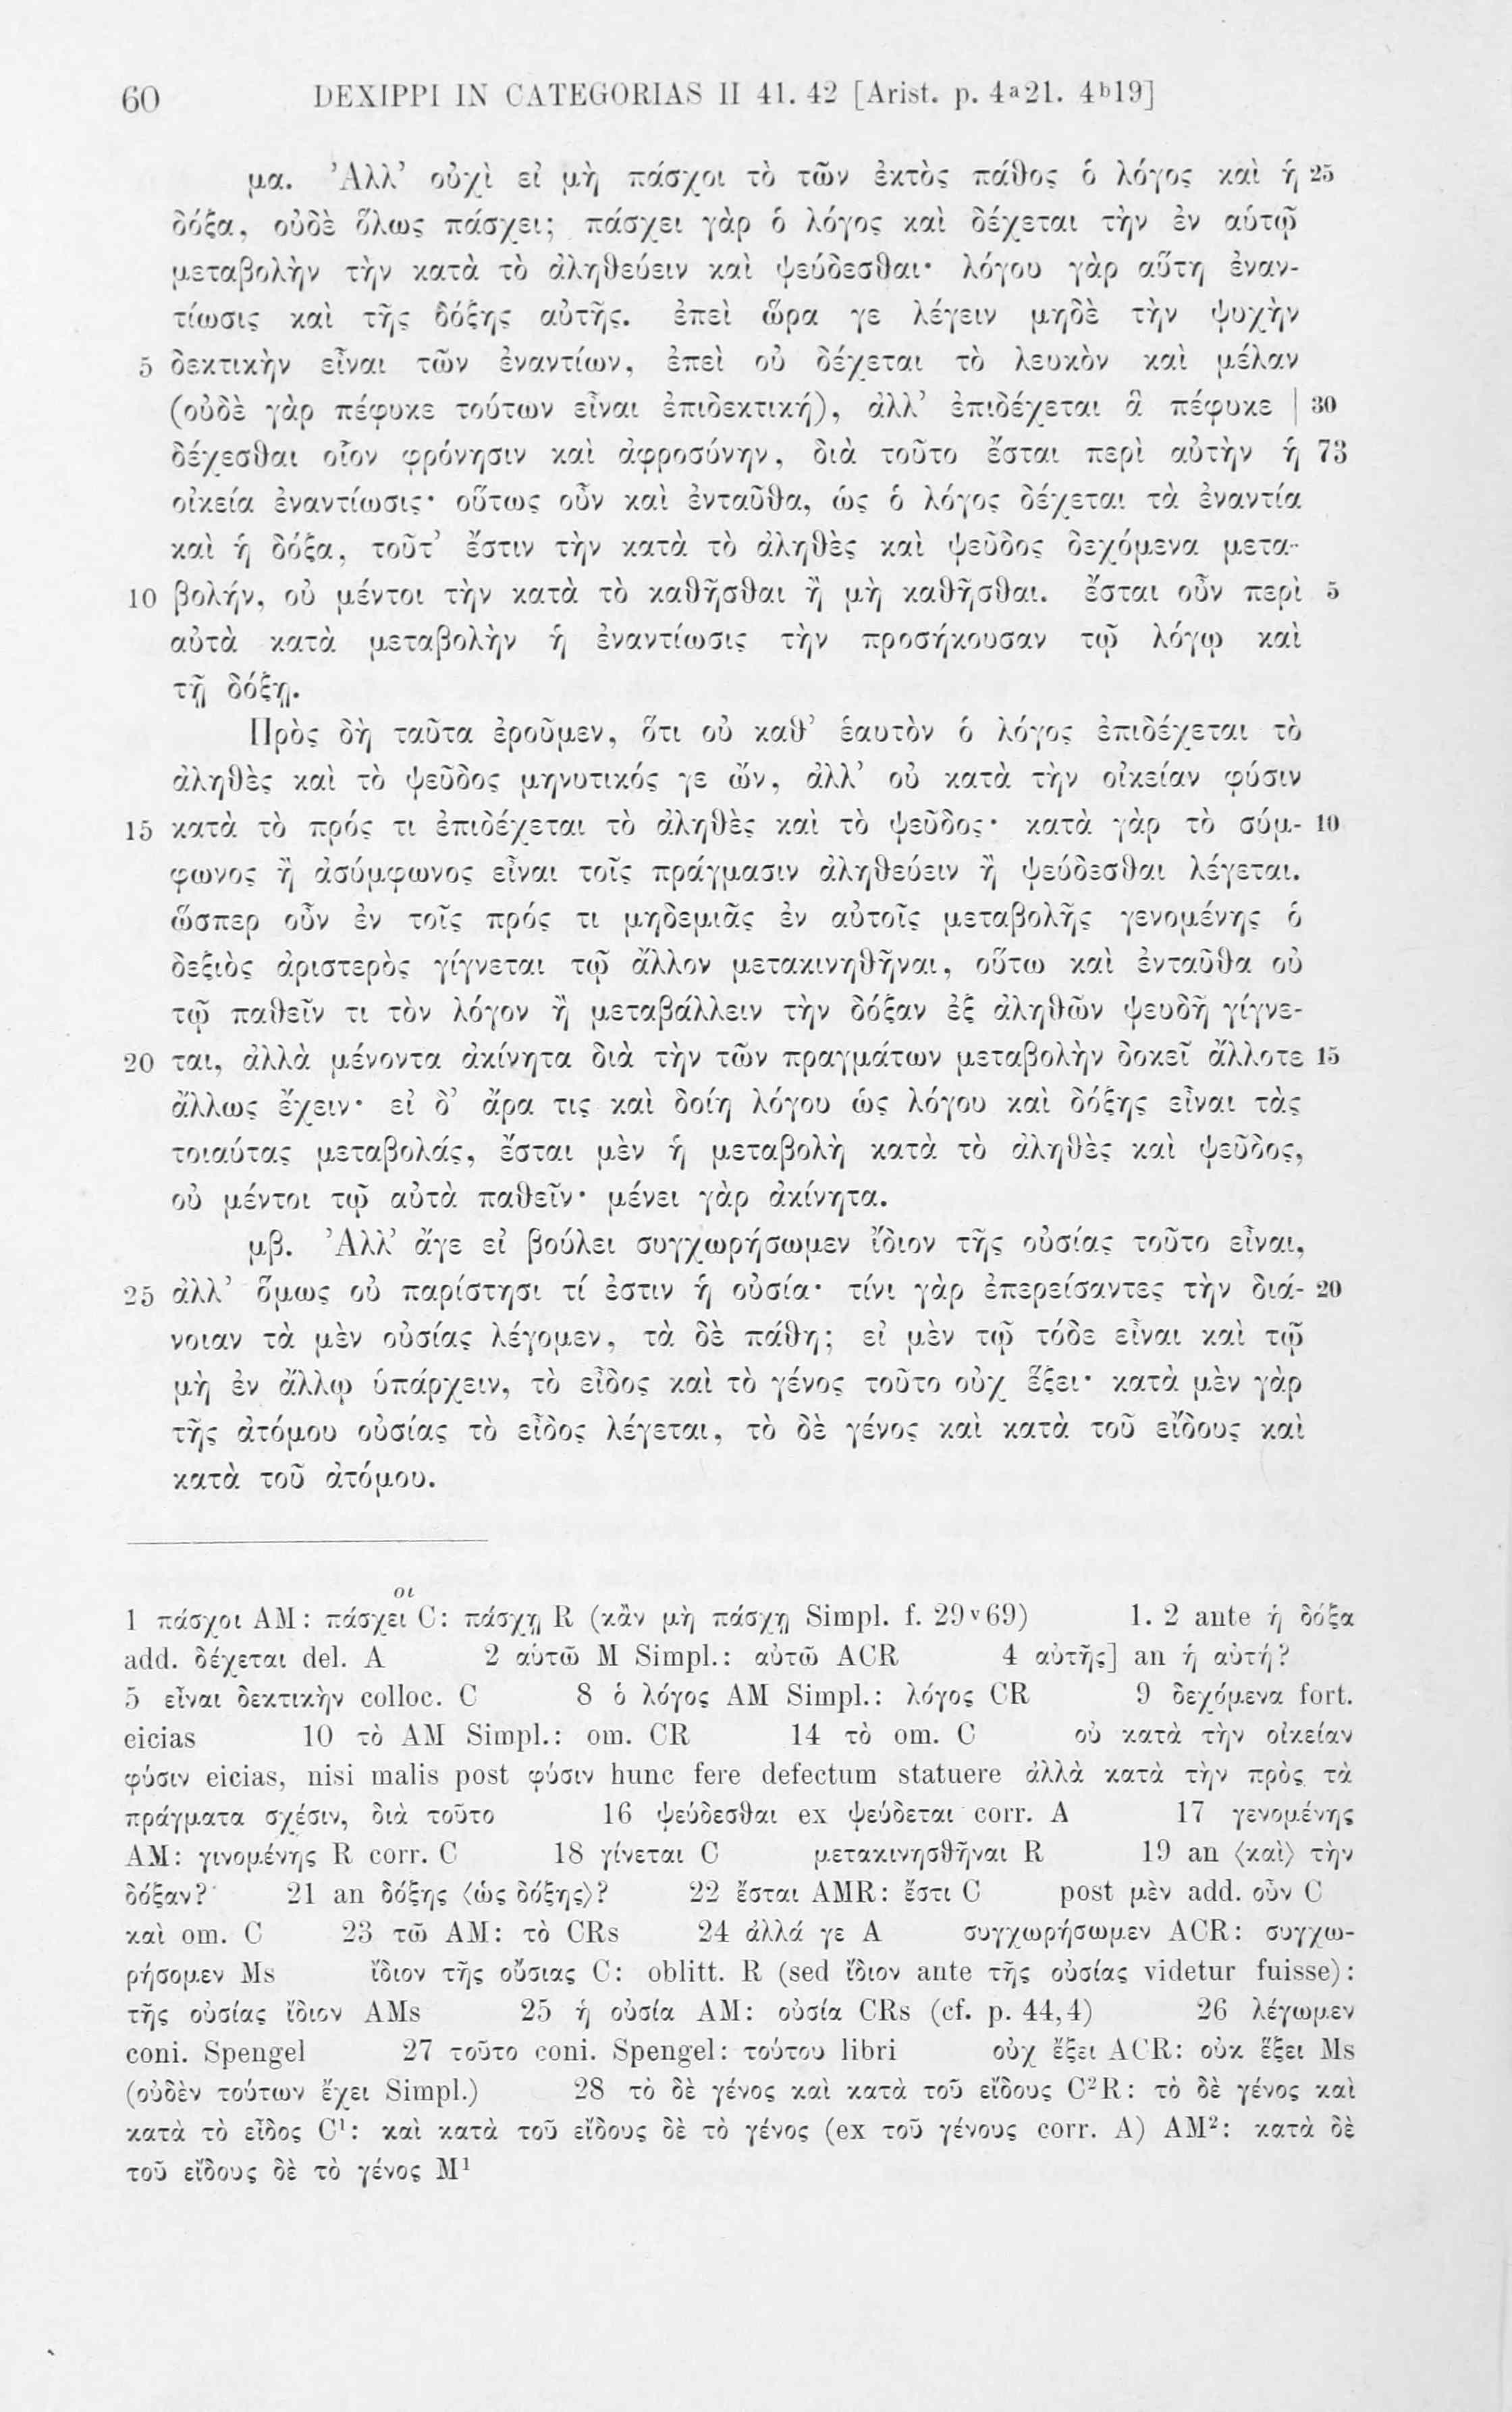 60 DEXIPPI IN CATEGORIAS II 41. 42 [Arist. p. 4a21. 4b19]
μα. Ἀλλ’ οὐχὶ εἰ μὴ πάσχοι τὸ τῶν ἐκτὸς πάθος ὁ λόγος καὶ ἡ 25
δόξα, οὐδὲ ὅλως πάσχει; πάσχει γὰρ ὁ λόγος καὶ δέχεται τὴν ἐν αὑτῷ
μεταβολὴν τὴν κατὰ τὸ ἀληθεύειν καὶ ψεύδεσθαι· λόγου γὰρ αὕτη ἐναν-
τίωσις καὶ τῆς δόξης αὐτῆς. ἐπεὶ ὥρα γε λέγειν μηδὲ τὴν ψυχὴν
5 δεκτικὴν εἶναι τῶν ἐναντίων, ἐπεὶ οὐ δέχεται τὸ λευκὸν καὶ μέλαν
(οὐδὲ γὰρ πέφυκε τούτων εἶναι ἐπιδεκτική), ἀλλ’ ἐπιδέχεται ἃ πέφυκε | 30
δέχεσθαι οἷον φρόνησιν καὶ ἀφροσύνην, διὰ τοῦτο ἔσται περὶ αὐτὴν ἡ 73
οἰκεία ἐναντίωσις· οὕτως οὖν καὶ ἐνταῦθα, ὡς ὁ λόγος δέχεται τὰ ἐναντία
καὶ ἡ δόξα, τοῦτ’ ἔστιν τὴν κατὰ τὸ ἀληθὲς καὶ ψεῦδος δεχόμενα μετα-
10 βολήν, οὐ μέντοι τὴν κατὰ τὸ καθῆσθαι ἢ μὴ καθῆσθαι. ἔσται οὖν περὶ 5
αὐτὰ κατὰ μεταβολὴν ἡ ἐναντίωσις τὴν προσήκουσαν τῷ λόγῳ καὶ
τῇ δόξῃ.
Πρὸς δὴ ταῦτα ἐροῦμεν, ὅτι οὐ καθ’ ἑαυτὸν ὁ λόγος ἐπιδέχεται τὸ
ἀληθὲς καὶ τὸ ψεῦδος μηνυτικός γε ὤν, ἀλλ’ οὐ κατὰ τὴν οἰκείαν φύσιν
15 κατὰ τὸ πρός τι ἐπιδέχεται τὸ ἀληθὲς καὶ τὸ ψεῦδος· κατὰ γὰρ τὸ σύμ- 10
φωνος ἢ ἀσύμφωνος εἶναι τοῖς πράγμασιν ἀληθεύειν ἢ ψεύδεσθαι λέγεται.
ὥσπερ οὖν ἐν τοῖς πρός τι μηδεμιᾶς ἐν αὐτοῖς μεταβολῆς γενομένης ὁ
δεξιὸς ἀριστερὸς γίγνεται τῷ ἄλλον μετακινηθῆναι, οὕτω καὶ ἐνταῦθα οὐ
τῷ παθεῖν τι τὸν λόγον ἢ μεταβάλλειν τὴν δόξαν ἐξ ἀληθῶν ψευδῆ γίγνε-
20 ται, ἀλλὰ μένοντα ἀκίνητα διὰ τὴν τῶν πραγμάτων μεταβολὴν δοκεῖ ἄλλοτε 15
ἄλλως ἔχειν· εἰ δ’ ἄρα τις καὶ δοίη λόγου ὡς λόγου καὶ δόξης εἶναι τὰς
τοιαύτας μεταβολάς, ἔσται μὲν ἡ μεταβολὴ κατὰ τὸ ἀληθὲς καὶ ψεῦδος,
οὐ μέντοι τῷ αὐτὰ παθεῖν· μένει γὰρ ἀκίνητα.
μβ. Ἀλλ’ ἄγε εἰ βούλει συγχωρήσωμεν ἴδιον τῆς οὐσίας τοῦτο εἶναι,
25 ἀλλ’ ὅμως οὐ παρίστησι τί ἐστιν ἡ οὐσία· τίνι γὰρ ἐπερείσαντες τὴν διά- 20
νοιαν τὰ μὲν οὐσίας λέγομεν, τὰ δὲ πάθη; εἰ μὲν τῷ τόδε εἶναι καὶ τῷ
μὴ ἐν ἄλλῳ ὑπάρχειν, τὸ εἶδος καὶ τὸ γένος τοῦτο οὐχ ἕξει· κατὰ μὲν γὰρ
τῆς ἀτόμου οὐσίας τὸ εἶδος λέγεται, τὸ δὲ γένος καὶ κατὰ τοῦ εἴδους καὶ
κατὰ τοῦ ἀτόμου.
οι
1 πάσχοι AM: πάσχει C: πάσχῃ R (κἂν μὴ πάσχῃ Simpl. f. 29v69) 1. 2 ante ἡ δόξα
add. δέχεται del. A 2 αὑτῶ M Simpl.: αὐτῶ ACR 4 αὐτῆς] an ἡ αὐτή?
5 εἶναι δεκτικὴν colloc. C 8 ὁ λόγος AM Simpl.: λόγος CR 9 δεχόμενα fort.
eicias 10 τὸ AM Simpl.: om. CR 14 τὸ om. C οὐ κατὰ τὴν οἰκείαν
φύσιν eicias, nisi malis post φύσιν hunc fere defectum statuere ἀλλὰ κατὰ τὴν πρὸς τὰ
πράγματα σχέσιν, διὰ τοῦτο 16 ψεύδεσθαι ex ψεύδεται corr. A 17 γενομένης
AM: γινομένης R corr. C 18 γίνεται C μετακινησθῆναι R 19 an ⟨καὶ⟩ τὴν
δόξαν? 21 an δόξης ⟨ὡς δόξης⟩? 22 ἔσται AMR: ἔστι C post μὲν add. οὖν C
καὶ om. C 23 τῶ AM: τὸ CRs 24 ἀλλά γε A συγχωρήσωμεν ACR: συγχω-
ρήσομεν Ms ἴδιον τῆς οὔσιας C: oblitt. R (sed ἴδιον ante τῆς οὐσίας videtur fuisse):
τῆς οὐσίας ἴδιον AMs 25 ἡ οὐσία AM: οὐσία CRs (cf. p. 44,4) 26 λέγωμεν
coni. Spengel 27 τοῦτο coni. Spengel: τούτου libri οὐχ ἔξει ACR: οὐκ ἕξει Ms
(οὐδὲν τούτων ἔχει Simpl.) 28 τὸ δὲ γένος καὶ κατὰ τοῦ εἴδους C²R: τὸ δὲ γένος καὶ
κατὰ τὸ εἶδος C¹: καὶ κατὰ τοῦ εἴδους δὲ τὸ γένος (ex τοῦ γένους corr. A) AM²: κατὰ δὲ
τοῦ εἴδους δὲ τὸ γένος M¹